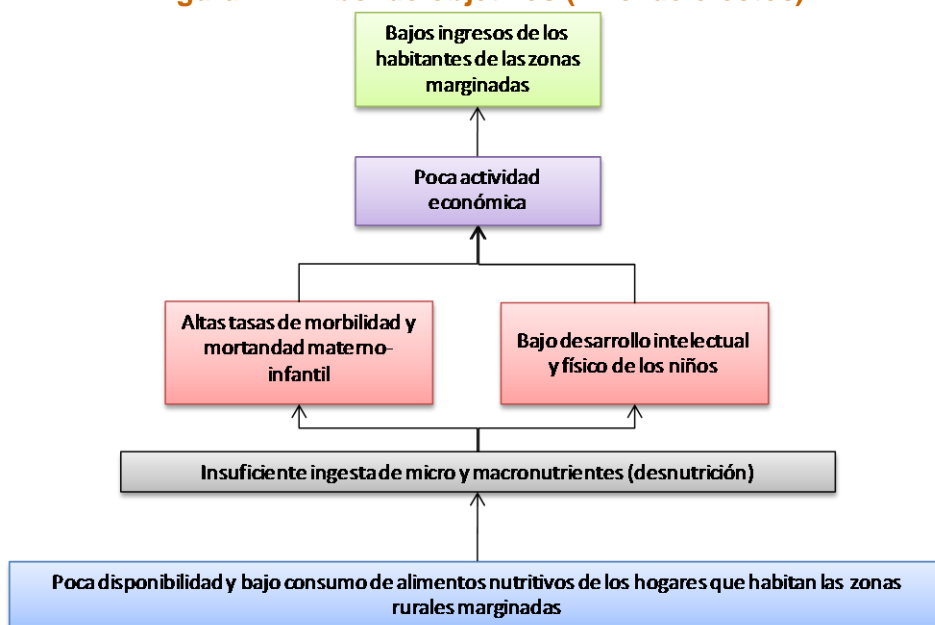 Bajos ingresos de los
habitantes de las zonas
marginadas
Poca actividad
económica
Altas tasas de morbilidad y
mortandad materno-
infantil
Bajo desarrollo intelectual
y físico de los niños
Insuficiente ingesta de micro y macronutrientes (desnutrición)
Poca disponibilidad y bajo consumo de alimentos nutritivos de los hogares que habitan las zonas
rurales marginadas